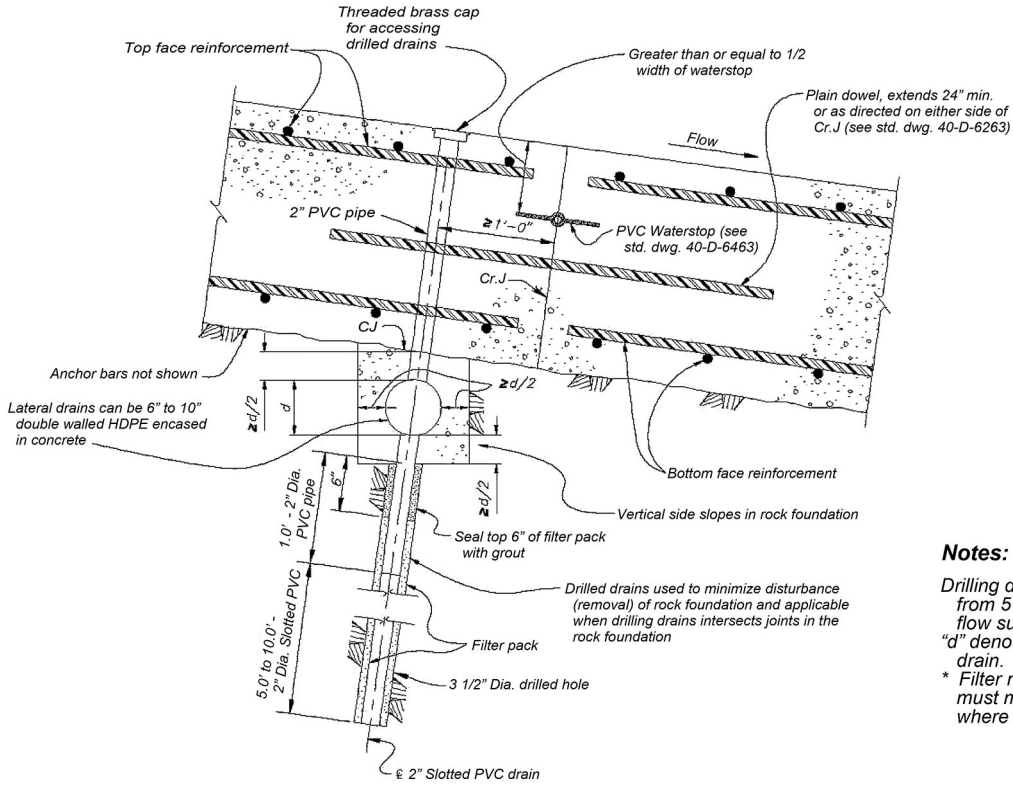 Threaded brass cap
for accessing
drilled drains
Top face reinforcement
Greater than or equal to 1/2
width of waterstop
Plain dowel, extends 24” min.
or as directed on either side of
Cr.J (see std. dwg. 40-D-6263)
Flow
2” PVC pipe
≥1'–0"
PVC Waterstop (see
std. dwg. 40-D-6463)
Cr.J
CJ
Anchor bars not shown
≥d/2
d
≥d/2
Lateral drains can be 6” to 10”
double walled HDPE encased
in concrete
Bottom face reinforcement
≥d/2
6”
1.0’ - 2” Dia.
PVC pipe
Vertical side slopes in rock foundation
Seal top 6” of filter pack
with grout
Drilled drains used to minimize disturbance
(removal) of rock foundation and applicable
when drilling drains intersects joints in the
rock foundation
5.0’ to 10.0’ -
2” Dia. Slotted PVC
Filter pack
3 1/2” Dia. drilled hole
℄ 2” Slotted PVC drain
Notes:
Drilling d
from 5
flow su
“d” deno
drain.
* Filter r
must m
where